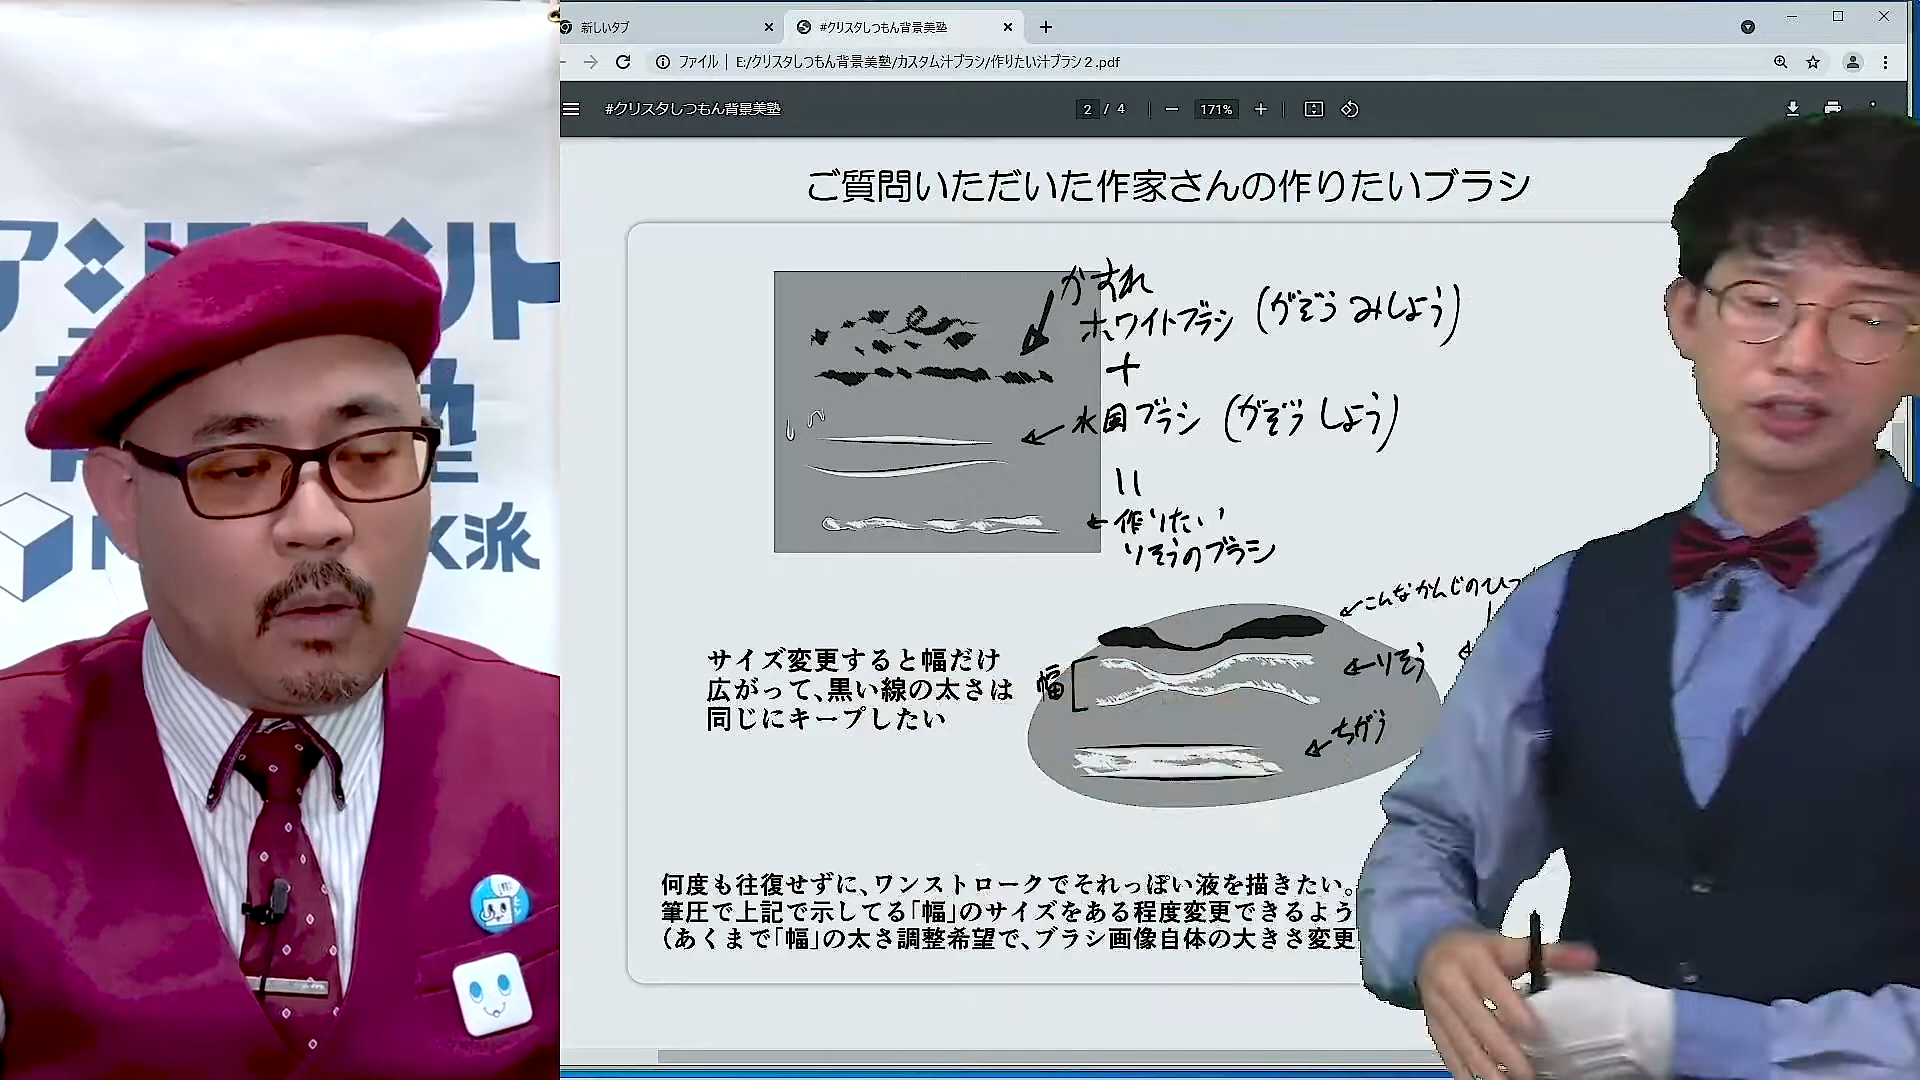 新しいタブ
#クリスタしつもん背景美塾
ファイル | E:/クリスタしつもん背景美塾/カスタム汁ブラシ/作りたい汁ブラシ2.pdf
#クリスタしつもん背景美塾
2 / 4
171%
ご質問いただいた作家さんの作りたいブラシ
かすれ
ホワイトブラシ (がぞう みしよう)
+
水国ブラシ (がぞう しよう)
作りたい
りそうのブラシ
こんなかんじのひつ
りそう
幅
ちがう
サイズ変更すると幅だけ
広がって、黒い線の太さは
同じにキープしたい
何度も往復せずに、ワンストロークでそれっぽい液を描きたい。
筆圧で上記で示してる「幅」のサイズをある程度変更できるよう
(あくまで「幅」の太さ調整希望で、ブラシ画像自体の大きさ変更
塾
派